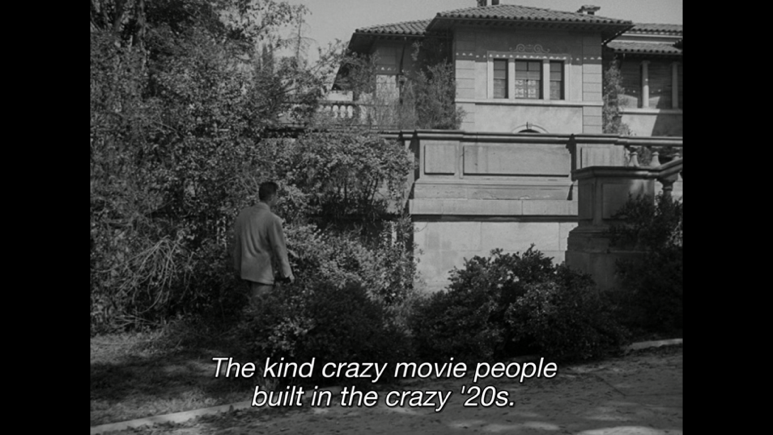 The kind crazy movie people
built in the crazy '20s.